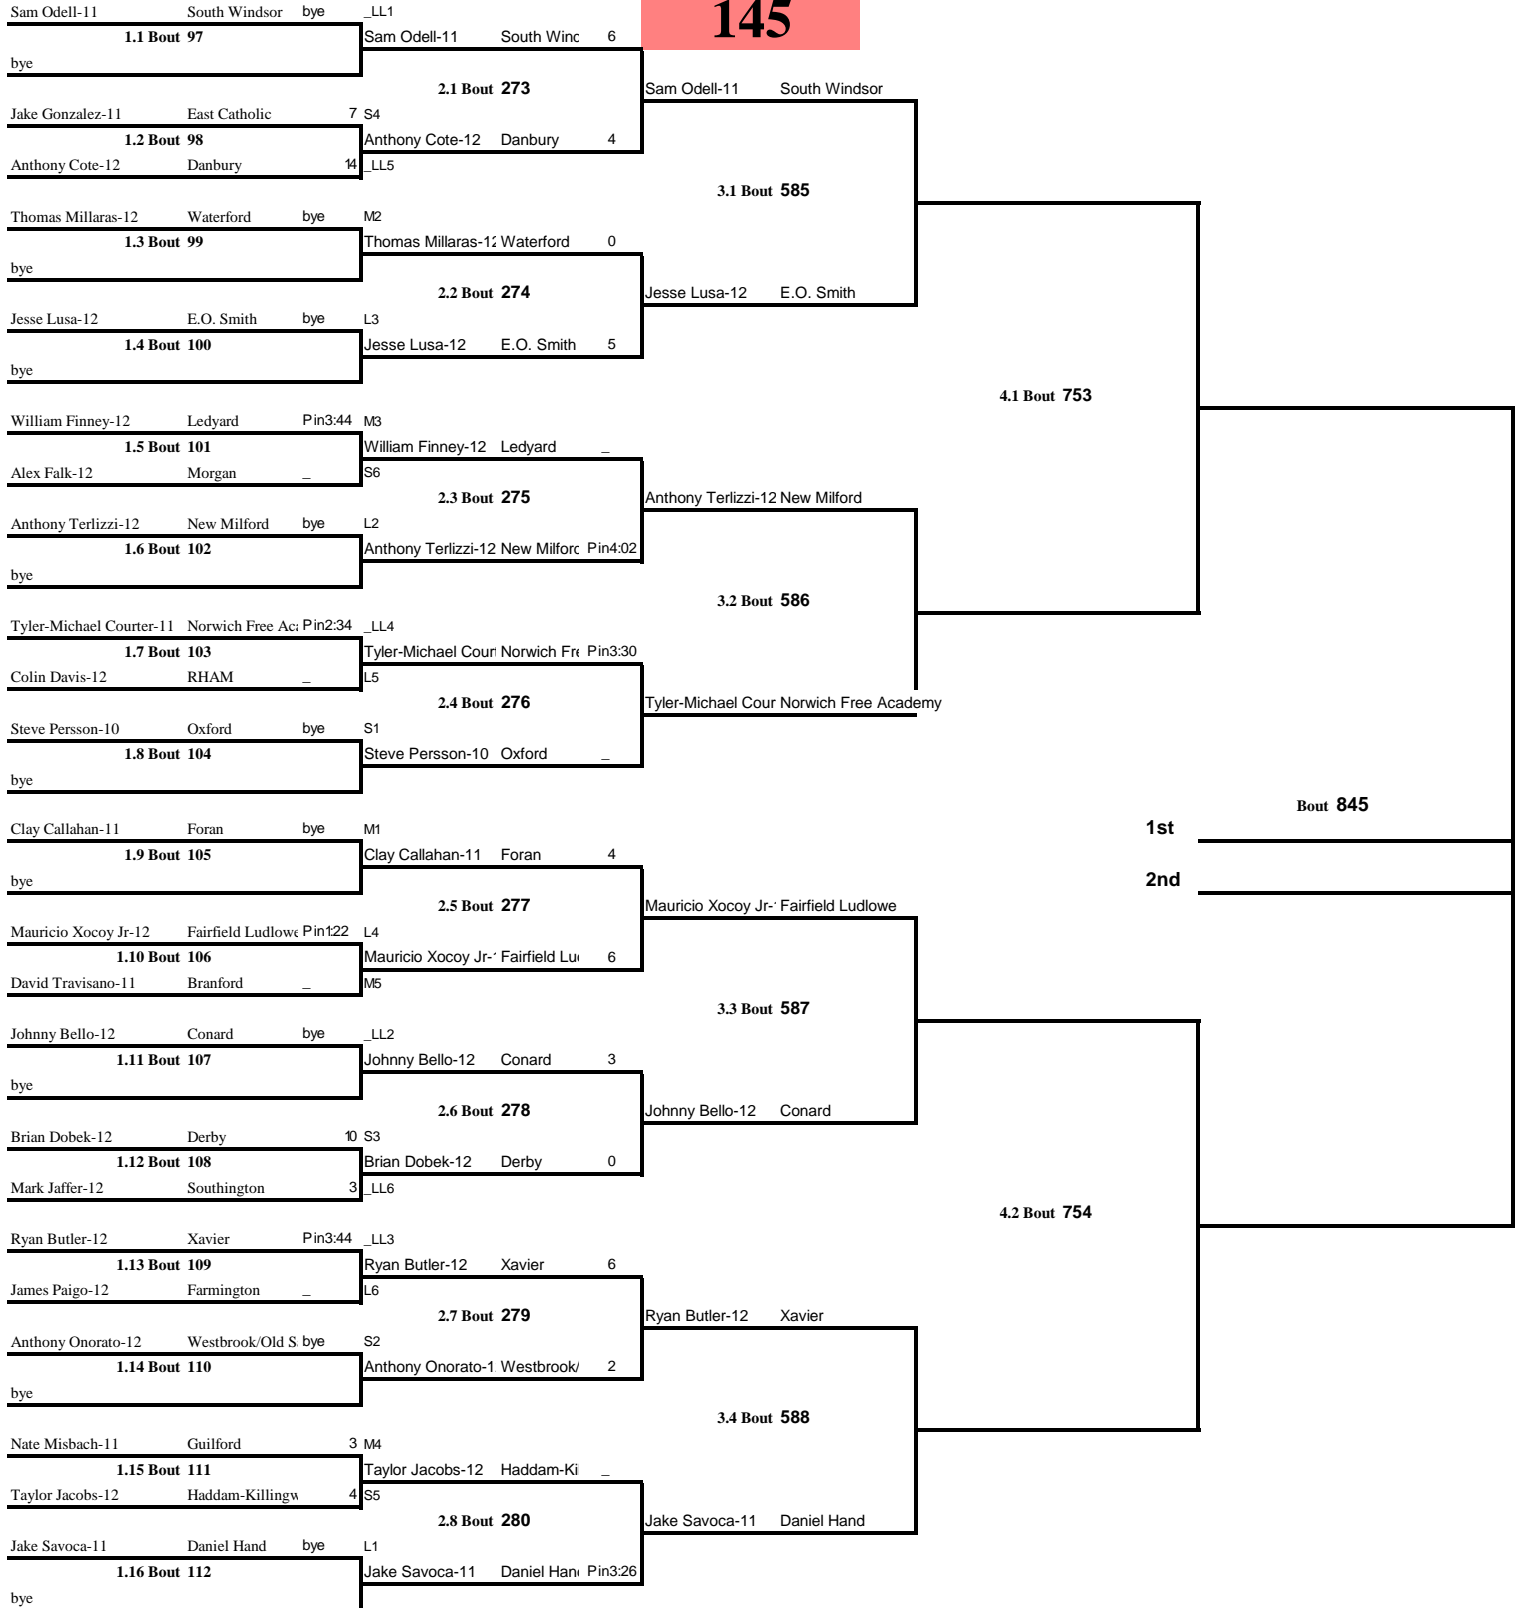 145
Sam Odell-11 South Windsor bye _LL1
1.1 Bout 97 Sam Odell-11 South Winc 6
bye
2.1 Bout 273 Sam Odell-11 South Windsor
Jake Gonzalez-11 East Catholic 7 S4
1.2 Bout 98 Anthony Cote-12 Danbury 4
Anthony Cote-12 Danbury 14 _LL5
3.1 Bout 585
Thomas Millaras-12 Waterford bye M2
1.3 Bout 99 Thomas Millaras-12 Waterford 0
bye
2.2 Bout 274 Jesse Lusa-12 E.O. Smith
Jesse Lusa-12 E.O. Smith bye L3
1.4 Bout 100 Jesse Lusa-12 E.O. Smith 5
bye
4.1 Bout 753
William Finney-12 Ledyard Pin3:44 M3
1.5 Bout 101 William Finney-12 Ledyard _
Alex Falk-12 Morgan _ S6
2.3 Bout 275 Anthony Terlizzi-12 New Milford
Anthony Terlizzi-12 New Milford bye L2
1.6 Bout 102 Anthony Terlizzi-12 New Milforc Pin4:02
bye
3.2 Bout 586
Tyler-Michael Courter-11 Norwich Free Aca Pin2:34 _LL4
1.7 Bout 103 Tyler-Michael Cour Norwich Fre Pin3:30
Colin Davis-12 RHAM _ L5
2.4 Bout 276 Tyler-Michael Cour Norwich Free Academy
Steve Persson-10 Oxford bye S1
1.8 Bout 104 Steve Persson-10 Oxford _
bye
Bout 845
Clay Callahan-11 Foran bye M1 1st
1.9 Bout 105 Clay Callahan-11 Foran 4
bye 2nd
2.5 Bout 277 Mauricio Xocoy Jr- Fairfield Ludlowe
Mauricio Xocoy Jr-12 Fairfield Ludlowe Pin1:22 L4
1.10 Bout 106 Mauricio Xocoy Jr- Fairfield Lu 6
David Travisano-11 Branford _ M5
3.3 Bout 587
Johnny Bello-12 Conard bye _LL2
1.11 Bout 107 Johnny Bello-12 Conard 3
bye
2.6 Bout 278 Johnny Bello-12 Conard
Brian Dobek-12 Derby 10 S3
1.12 Bout 108 Brian Dobek-12 Derby 0
Mark Jaffer-12 Southington 3 _LL6
4.2 Bout 754
Ryan Butler-12 Xavier Pin3:44 _LL3
1.13 Bout 109 Ryan Butler-12 Xavier 6
James Paigo-12 Farmington _ L6
2.7 Bout 279 Ryan Butler-12 Xavier
Anthony Onorato-12 Westbrook/Old S bye S2
1.14 Bout 110 Anthony Onorato-1 Westbrook/ 2
bye
3.4 Bout 588
Nate Misbach-11 Guilford 3 M4
1.15 Bout 111 Taylor Jacobs-12 Haddam-Ki _
Taylor Jacobs-12 Haddam-Killingw 4 S5
2.8 Bout 280 Jake Savoca-11 Daniel Hand
Jake Savoca-11 Daniel Hand bye L1
1.16 Bout 112 Jake Savoca-11 Daniel Han Pin3:26
bye